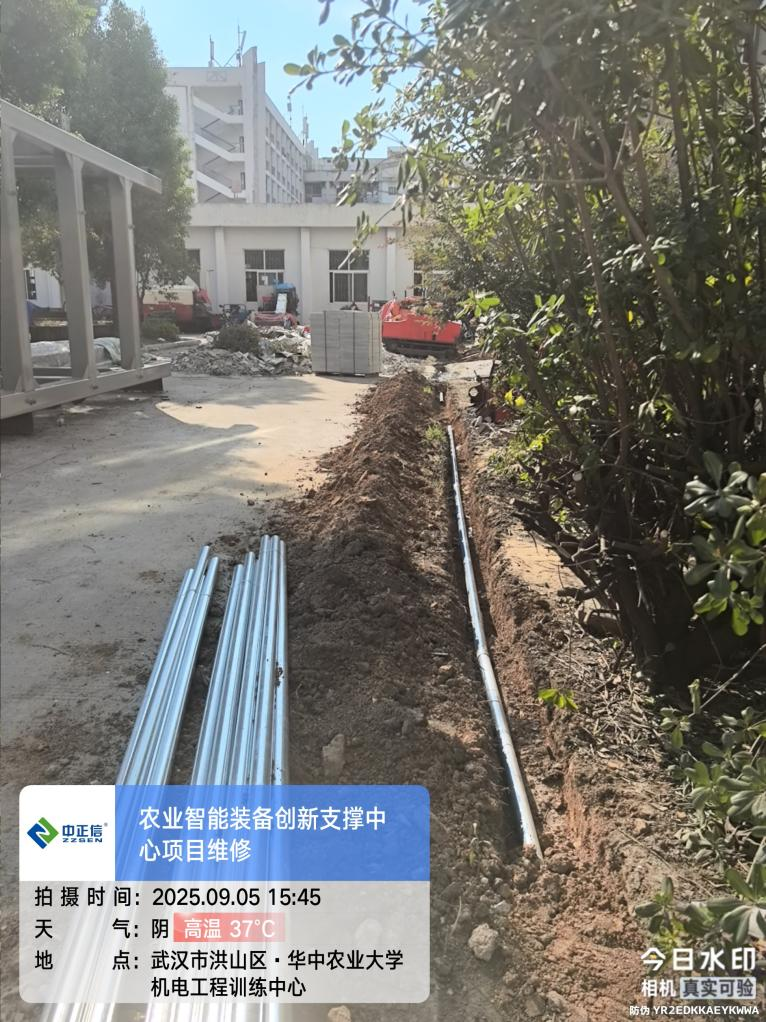 中正信
ZZSEN
农业智能装备创新支撑中
心项目维修
拍摄时间：2025.09.05 15:45
天气：阴 高温 37°C
地点：武汉市洪山区·华中农业大学
机电工程训练中心
今日水印
相机 真实可验
防伪 YR2EDKKAEYKWWA